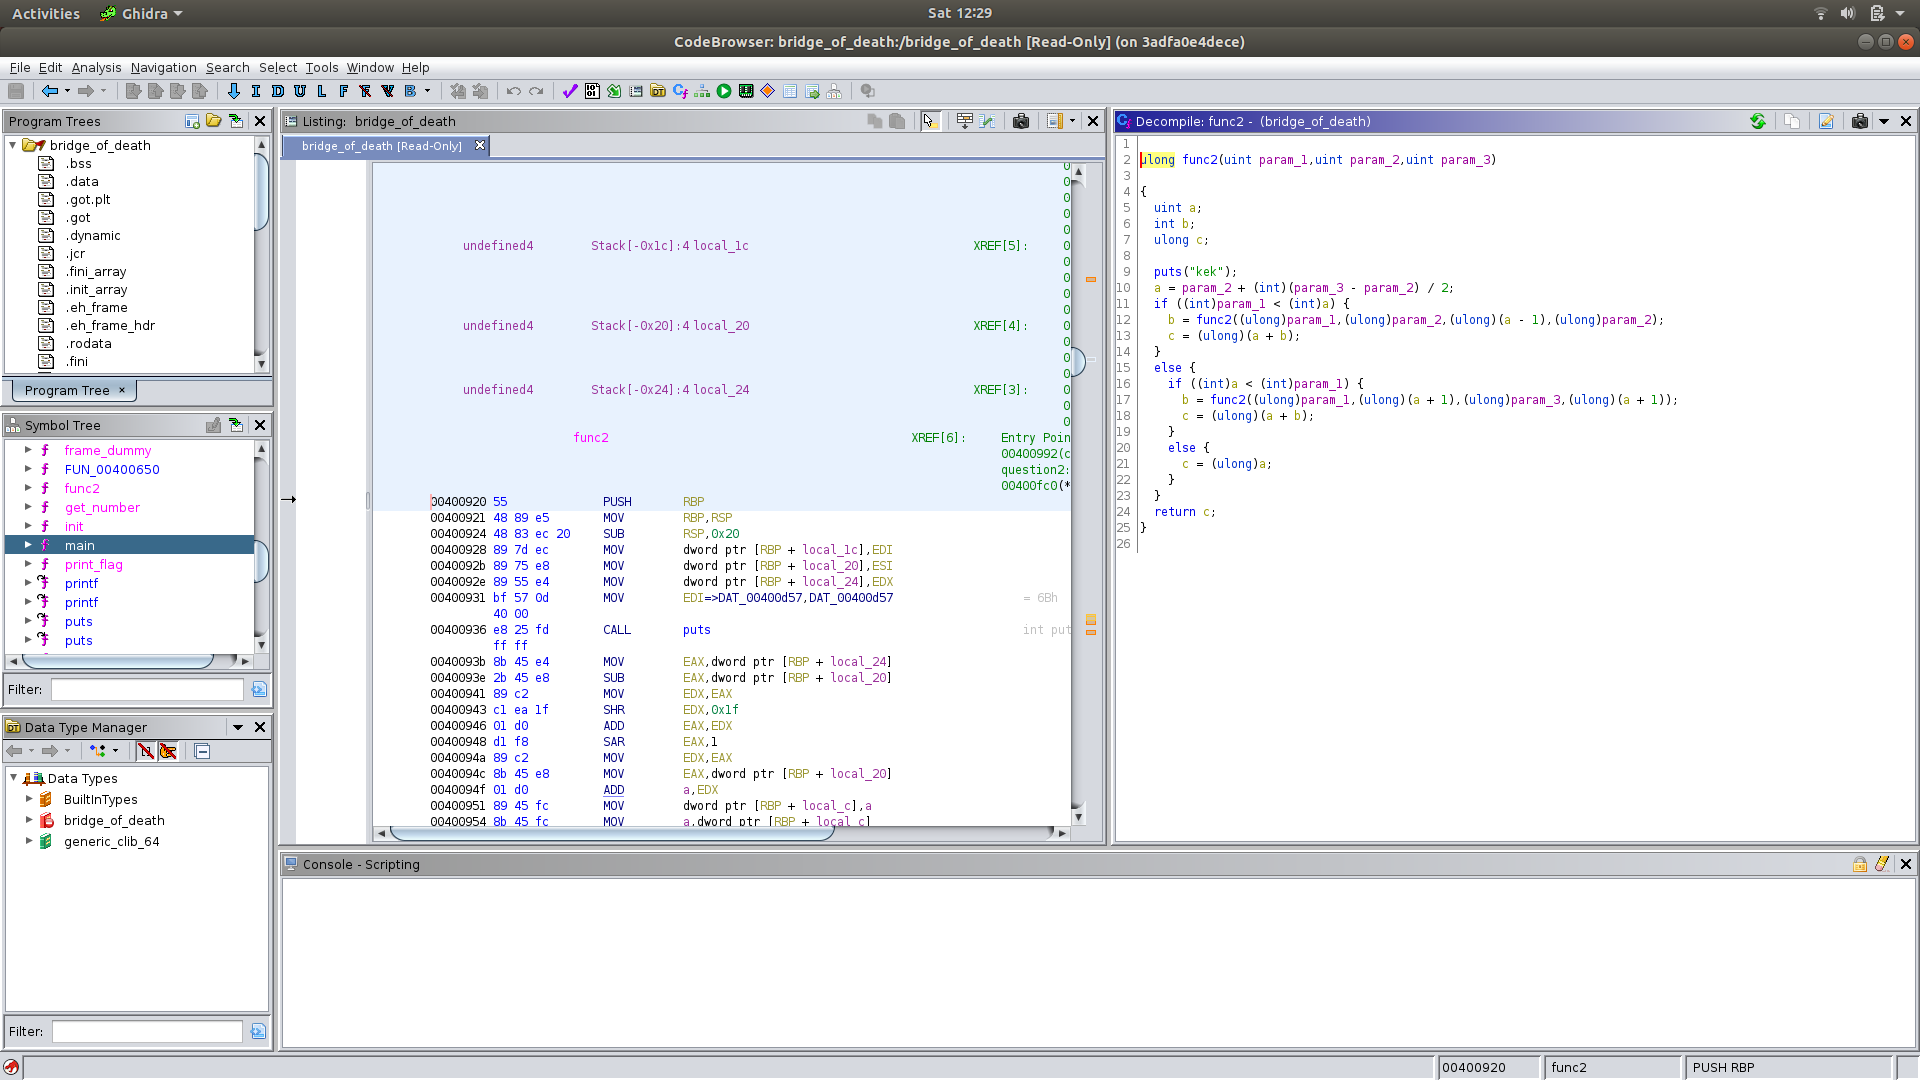 Activities Ghidra Sat 12:29
CodeBrowser: bridge_of_death:/bridge_of_death [Read-Only] (on 3adfa0e4dece)
File Edit Analysis Navigation Search Select Tools Window Help
I D U L F B
Program Trees
bridge_of_death
.bss
.data
.got.plt
.got
.dynamic
.jcr
.fini_array
.init_array
.eh_frame
.eh_frame_hdr
.rodata
.fini
Program Tree ×
Symbol Tree
frame_dummy
FUN_00400650
func2
get_number
init
main
print_flag
printf
printf
puts
puts
Filter:
Data Type Manager
Data Types
BuiltInTypes
bridge_of_death
generic_clib_64
Filter:
Listing: bridge_of_death
bridge_of_death [Read-Only]
undefined4 Stack[-0x1c]:4 local_1c XREF[5]: 0
undefined4 Stack[-0x20]:4 local_20 XREF[4]: 0
undefined4 Stack[-0x24]:4 local_24 XREF[3]: 0
func2 XREF[6]: Entry Poin
00400992(c
question2:
00400fc0(*
00400920 55 PUSH RBP
00400921 48 89 e5 MOV RBP,RSP
00400924 48 83 ec 20 SUB RSP,0x20
00400928 89 7d ec MOV dword ptr [RBP + local_1c],EDI
0040092b 89 75 e8 MOV dword ptr [RBP + local_20],ESI
0040092e 89 55 e4 MOV dword ptr [RBP + local_24],EDX
00400931 bf 57 0d MOV EDI=>DAT_00400d57,DAT_00400d57 = 6Bh
40 00
00400936 e8 25 fd CALL puts int put
ff ff
0040093b 8b 45 e4 MOV EAX,dword ptr [RBP + local_24]
0040093e 2b 45 e8 SUB EAX,dword ptr [RBP + local_20]
00400941 89 c2 MOV EDX,EAX
00400943 c1 ea 1f SHR EDX,0x1f
00400946 01 d0 ADD EAX,EDX
00400948 d1 f8 SAR EAX,1
0040094a 89 c2 MOV EDX,EAX
0040094c 8b 45 e8 MOV EAX,dword ptr [RBP + local_20]
0040094f 01 d0 ADD a,EDX
00400951 89 45 fc MOV dword ptr [RBP + local_c],a
00400954 8b 45 fc MOV a,dword ptr [RBP + local_c]
Decompile: func2 - (bridge_of_death)
1
2 ulong func2(uint param_1,uint param_2,uint param_3)
3
4 {
5 uint a;
6 int b;
7 ulong c;
8
9 puts("kek");
10 a = param_2 + (int)(param_3 - param_2) / 2;
11 if ((int)param_1 < (int)a) {
12 b = func2((ulong)param_1,(ulong)param_2,(ulong)(a - 1),(ulong)param_2);
13 c = (ulong)(a + b);
14 }
15 else {
16 if ((int)a < (int)param_1) {
17 b = func2((ulong)param_1,(ulong)(a + 1),(ulong)param_3,(ulong)(a + 1));
18 c = (ulong)(a + b);
19 }
20 else {
21 c = (ulong)a;
22 }
23 }
24 return c;
25 }
26
Console - Scripting
00400920 func2 PUSH RBP